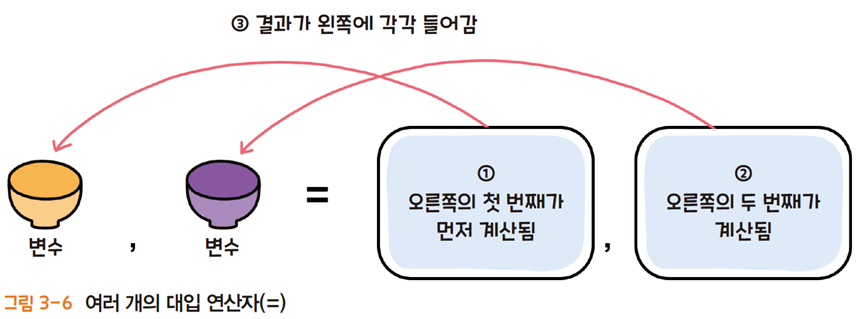 ③ 결과가 왼쪽에 각각 들어감
변수 , 변수 = ① 오른쪽의 첫 번째가 먼저 계산됨 , ② 오른쪽의 두 번째가 계산됨
그림 3-6 여러 개의 대입 연산자(=)